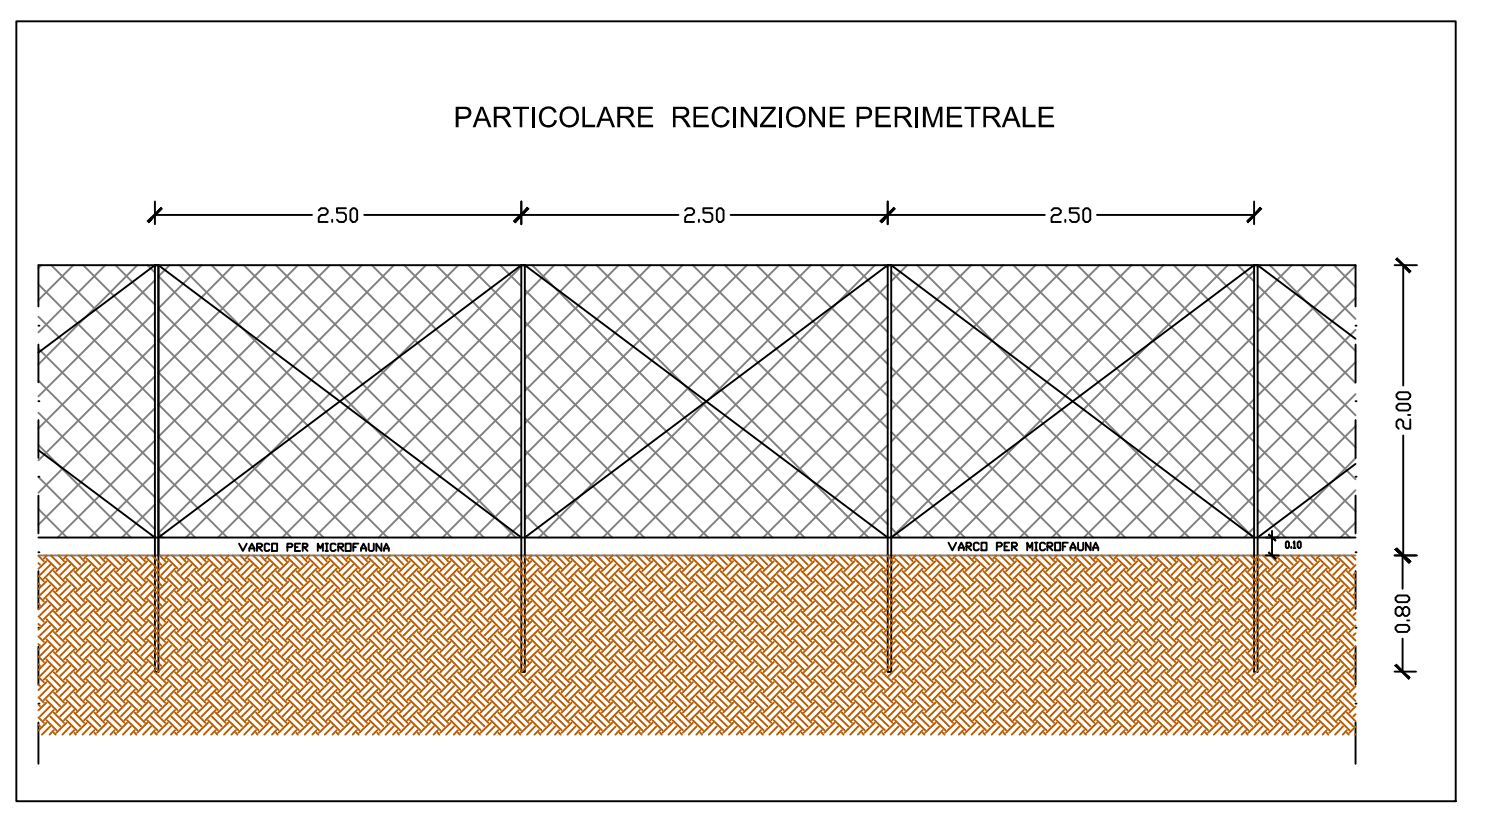 PARTICOLARE RECINZIONE PERIMETRALE
2.50 2.50 2.50
2.00
VARCO PER MICROFAUNA VARCO PER MICROFAUNA 0.10
0.80